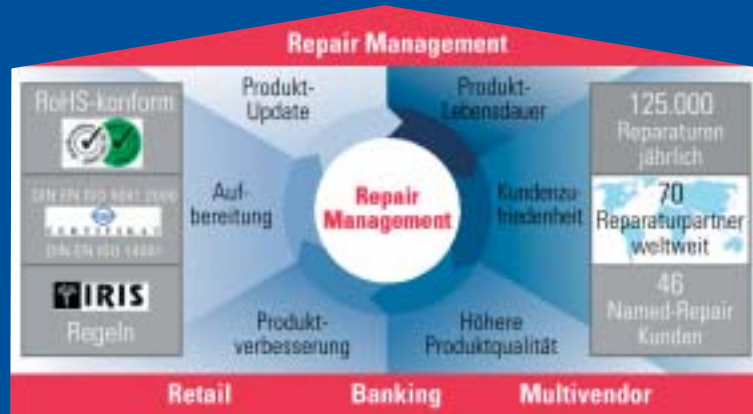 Repair Management
RoHS-konform
DIN EN ISO 9001:2000
ZERTIFIKAT
DIN EN ISO 14001
IRIS
Regeln
Produkt-
Update
Produkt-
Lebensdauer
Auf-
bereitung
Repair
Management
Kundenzu-
friedenheit
Produkt-
verbesserung
Höhere
Produktqualität
125.000
Reparaturen
jährlich
70
Reparaturpartner
weltweit
46
Named-Repair
Kunden
Retail Banking Multivendor